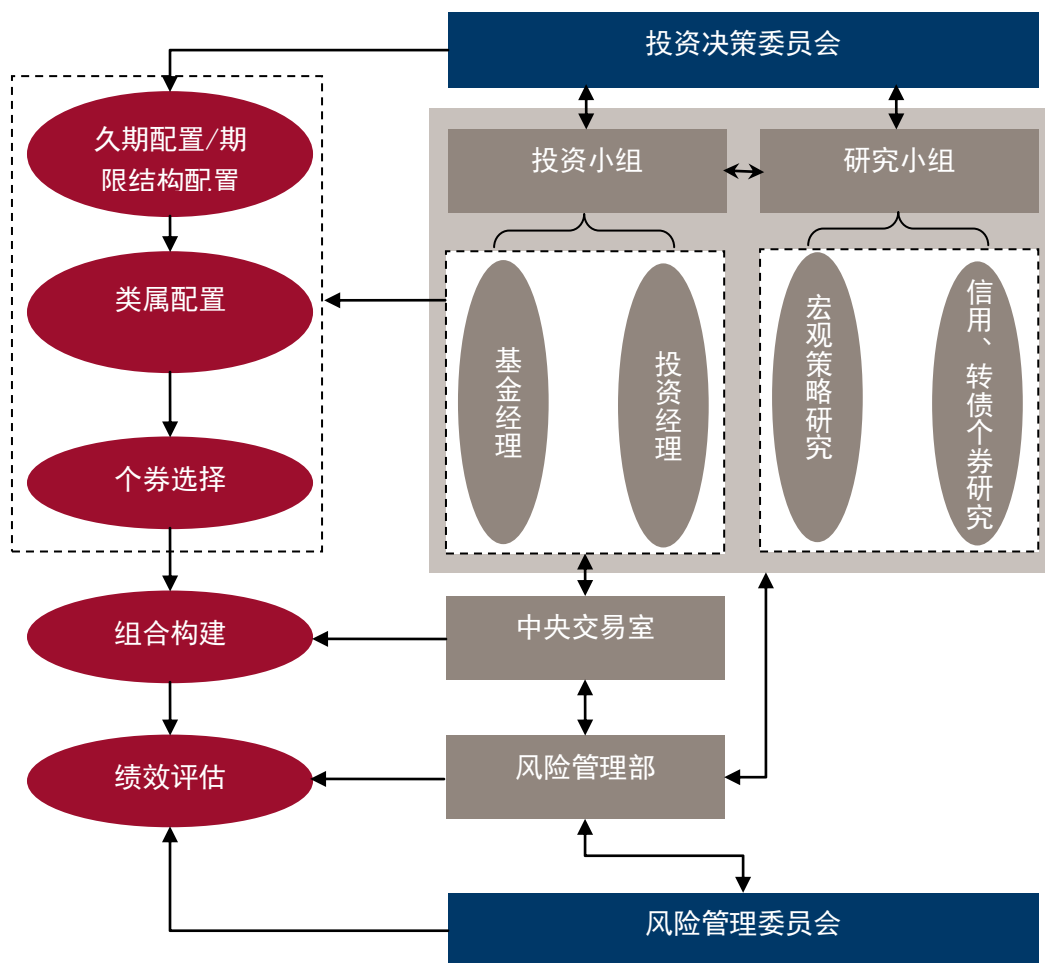 投资决策委员会
久期配置/期
限结构配置
投资小组
研究小组
类属配置
基金经理
投资经理
宏观策略研究
信用、转债个券研究
个券选择
组合构建
中央交易室
绩效评估
风险管理部
风险管理委员会